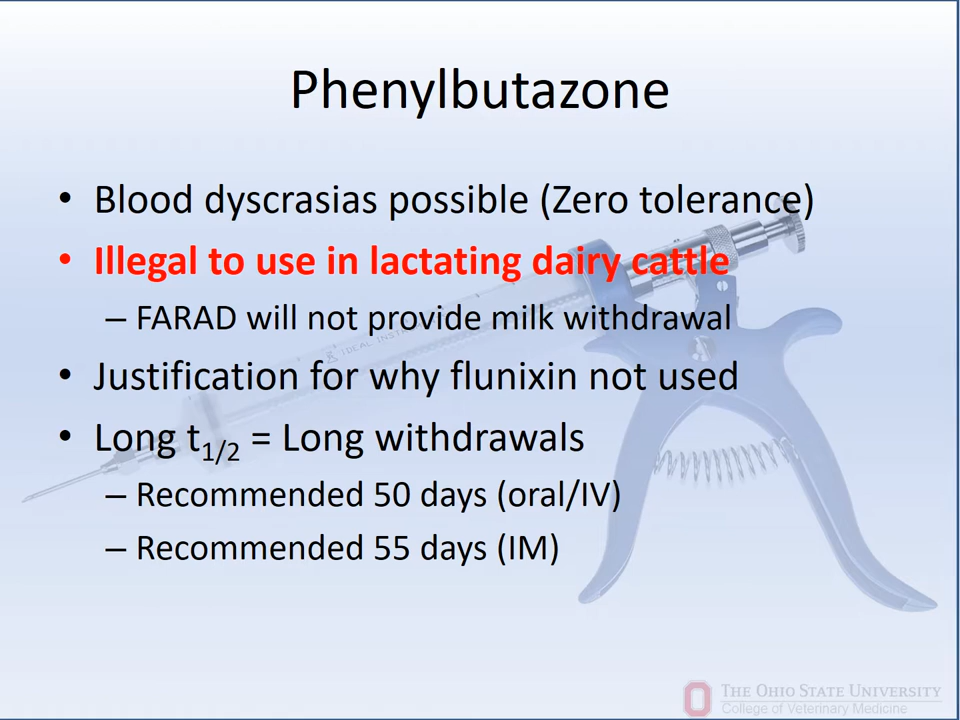 Phenylbutazone
• Blood dyscrasias possible (Zero tolerance)
• Illegal to use in lactating dairy cattle
– FARAD will not provide milk withdrawal
• Justification for why flunixin not used
• Long t1/2 = Long withdrawals
– Recommended 50 days (oral/IV)
– Recommended 55 days (IM)
THE OHIO STATE UNIVERSITY
College of Veterinary Medicine